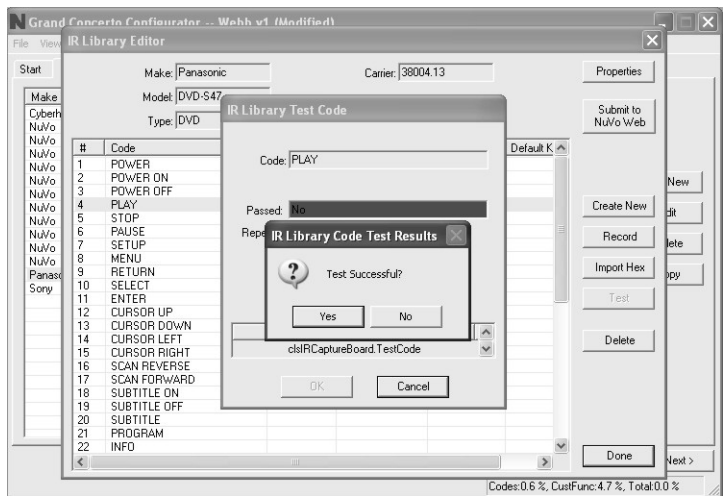 N Grand Concerto Configurator -- Webb v1 (Modified)
File View
IR Library Editor
Start
Make: Panasonic
Carrier: 38004.13
Properties
Model: DVD-S47
Type: DVD
Submit to
NuVo Web
Make
Cyberh
NuVo
NuVo
NuVo
NuVo
NuVo
NuVo
NuVo
NuVo
NuVo
NuVo
NuVo
Panaso
Sony
# Code Default K
1 POWER
2 POWER ON
3 POWER OFF
4 PLAY
5 STOP
6 PAUSE
7 SETUP
8 MENU
9 RETURN
10 SELECT
11 ENTER
12 CURSOR UP
13 CURSOR DOWN
14 CURSOR LEFT
15 CURSOR RIGHT
16 SCAN REVERSE
17 SCAN FORWARD
18 SUBTITLE ON
19 SUBTITLE OFF
20 SUBTITLE
21 PROGRAM
22 INFO
IR Library Test Code
Code: PLAY
Passed: No
Repe
IR Library Code Test Results
Test Successful?
Yes
No
clsIRCaptureBoard.TestCode
OK
Cancel
Create New
Record
Import Hex
Test
Delete
Done
New
dit
lete
opy
Next >
Codes:0.6 %, CustFunc:4.7 %, Total:0.0 %